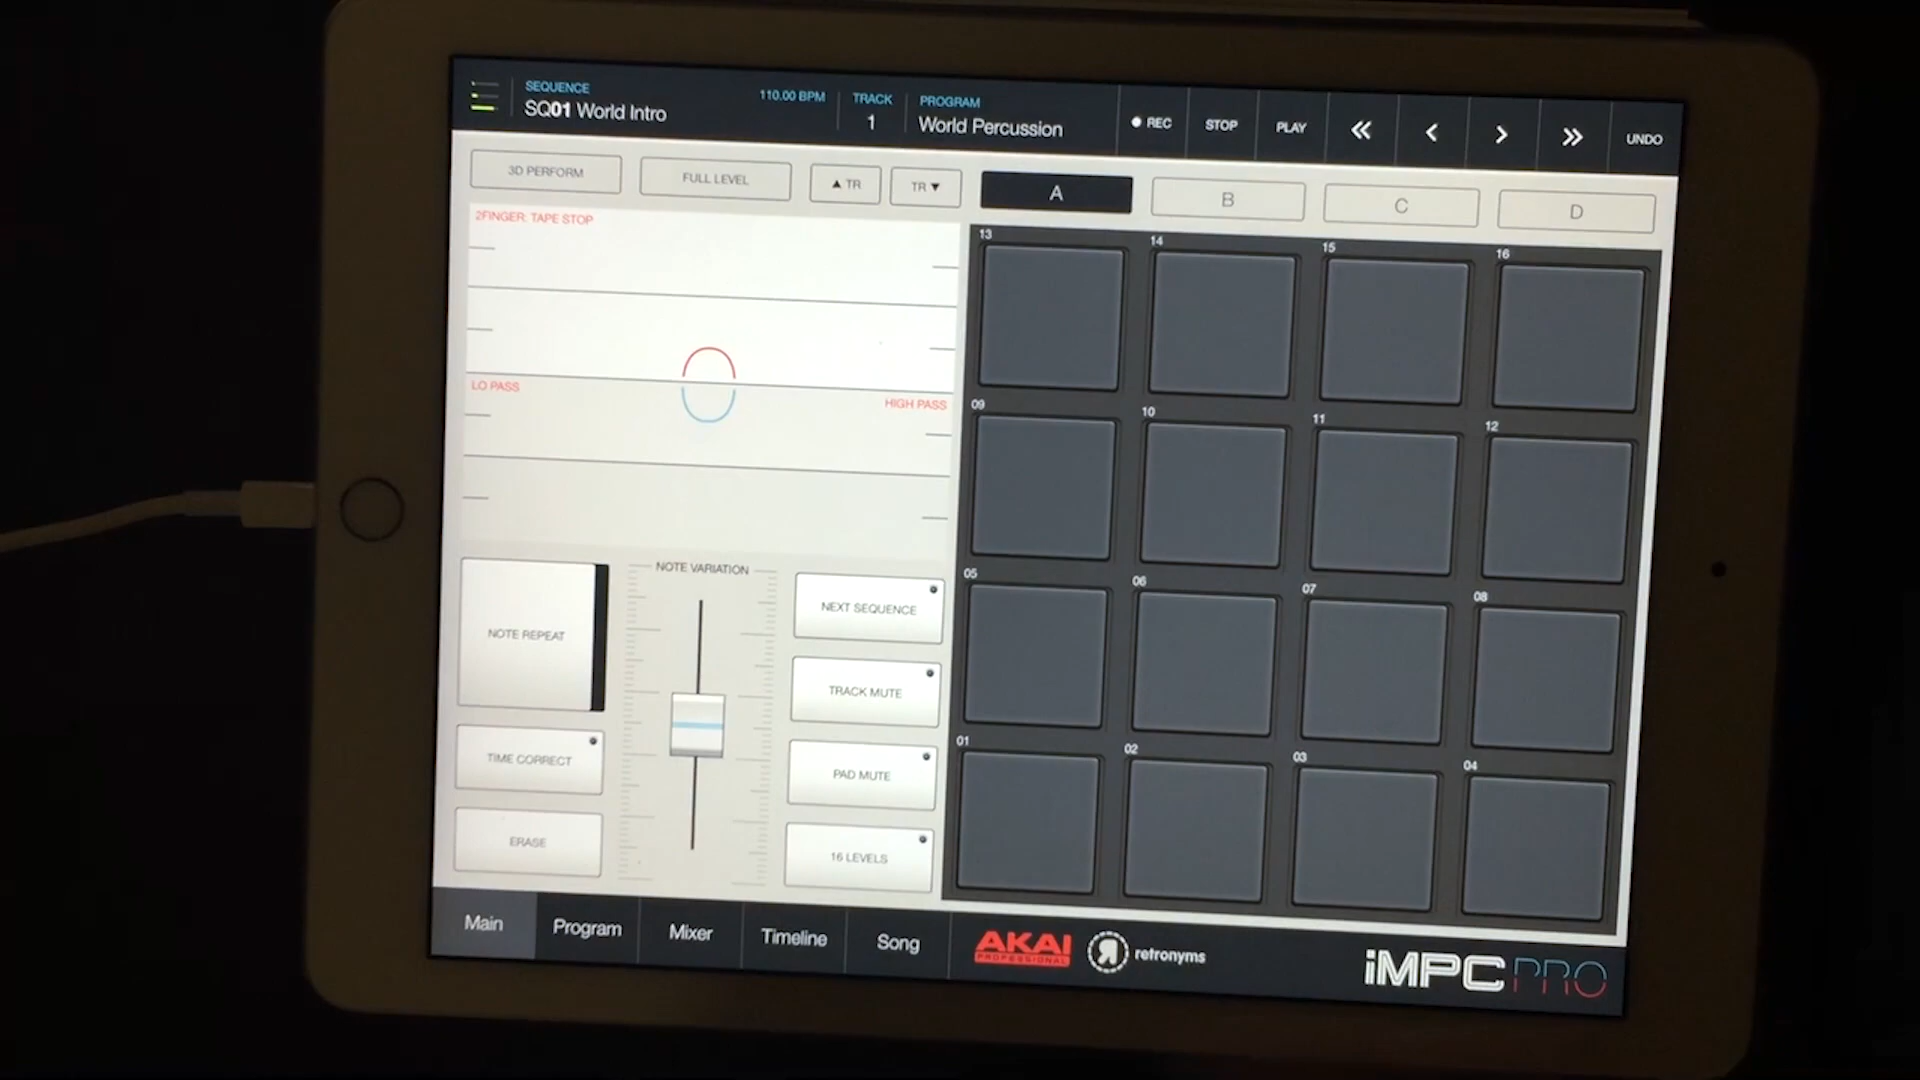 SEQUENCE
SQ01 World Intro
110.00 BPM
TRACK
1
PROGRAM
World Percussion
REC
STOP
PLAY
UNDO
3D PERFORM
FULL LEVEL
▲ TR
TR ▼
A
B
C
D
2FINGER: TAPE STOP
LO PASS
HIGH PASS
13
14
15
16
09
10
11
12
05
06
07
08
01
02
03
04
NOTE REPEAT
NOTE VARIATION
NEXT SEQUENCE
TRACK MUTE
TIME CORRECT
PAD MUTE
ERASE
16 LEVELS
Main
Program
Mixer
Timeline
Song
AKAI
PROFESSIONAL
retronyms
iMPC PRO